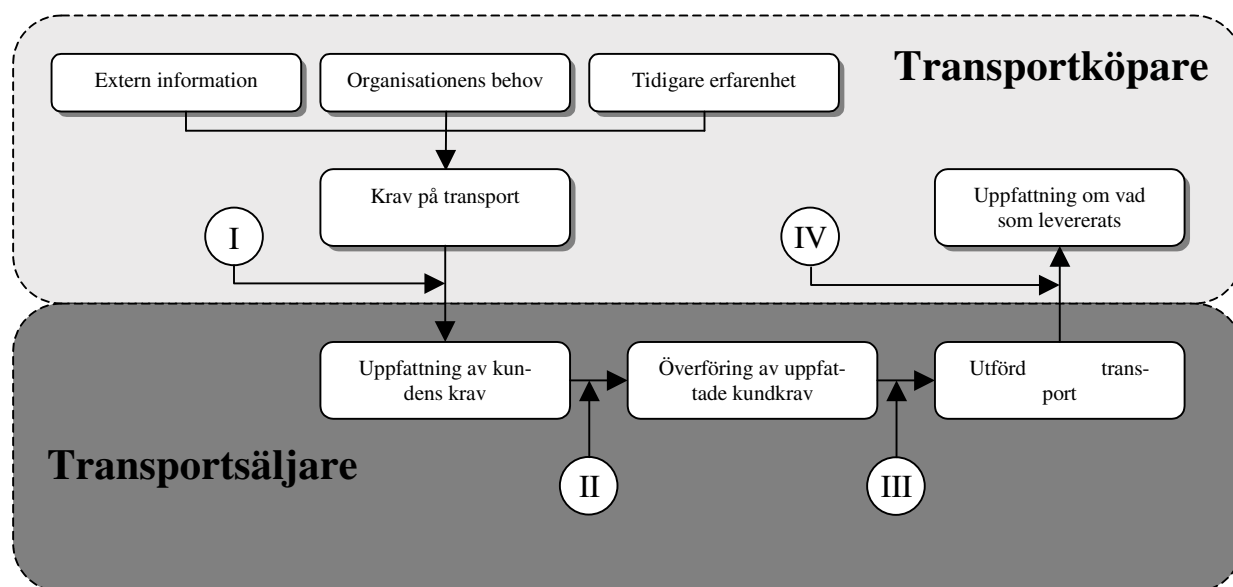 Transportköpare
Extern information
Organisationens behov
Tidigare erfarenhet
Krav på transport
Uppfattning om vad
som levererats
I
IV
Uppfattning av kun-
dens krav
Överföring av uppfat-
tade kundkrav
Utförd trans-
port
Transportsäljare
II
III